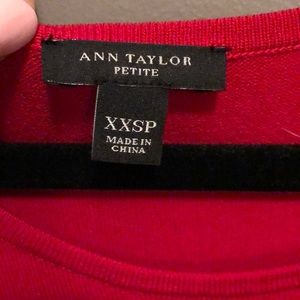 ANN TAYLOR
PETITE
XXSP
MADE IN
CHINA